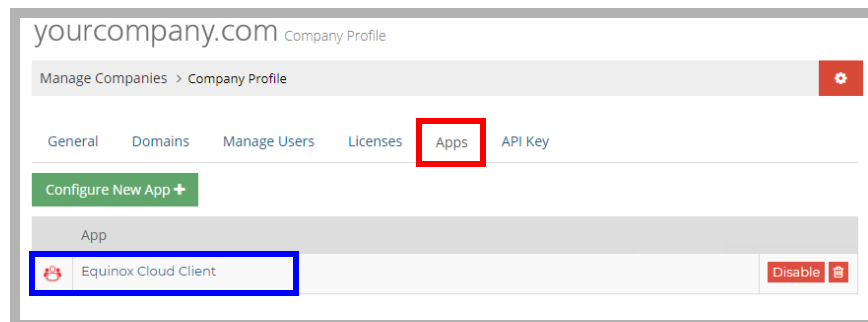 yourcompany.com Company Profile
Manage Companies > Company Profile
General Domains Manage Users Licenses Apps API Key
Configure New App +
App
Equinox Cloud Client Disable